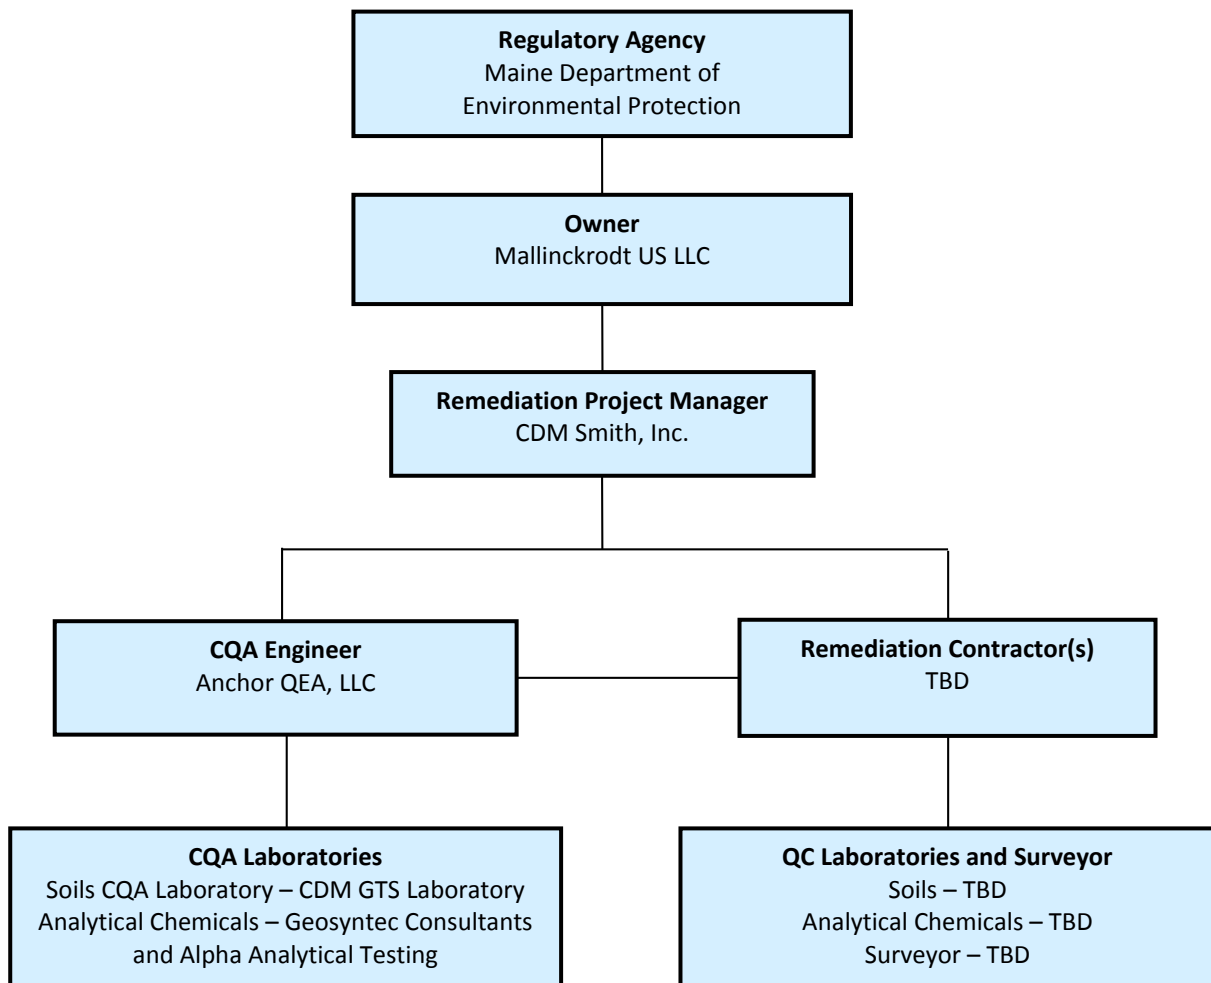 Regulatory Agency
Maine Department of
Environmental Protection
Owner
Mallinckrodt US LLC
Remediation Project Manager
CDM Smith, Inc.
CQA Engineer
Anchor QEA, LLC
Remediation Contractor(s)
TBD
CQA Laboratories
Soils CQA Laboratory – CDM GTS Laboratory
Analytical Chemicals – Geosyntec Consultants
and Alpha Analytical Testing
QC Laboratories and Surveyor
Soils – TBD
Analytical Chemicals – TBD
Surveyor – TBD